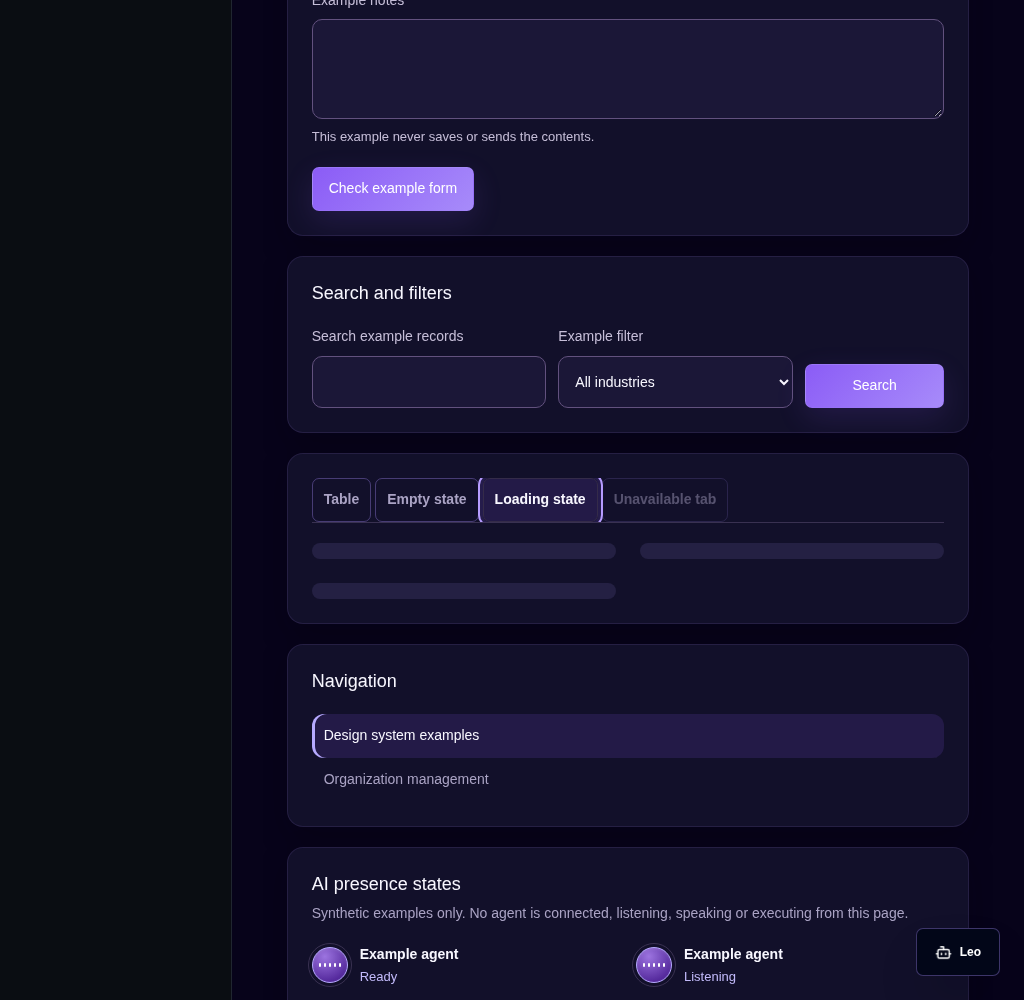 Example notes
This example never saves or sends the contents.
Check example form
Search and filters
Search example records
Example filter
All industries
Search
Table
Empty state
Loading state
Unavailable tab
Navigation
Design system examples
Organization management
AI presence states
Synthetic examples only. No agent is connected, listening, speaking or executing from this page.
Example agent
Ready
Example agent
Listening
Leo